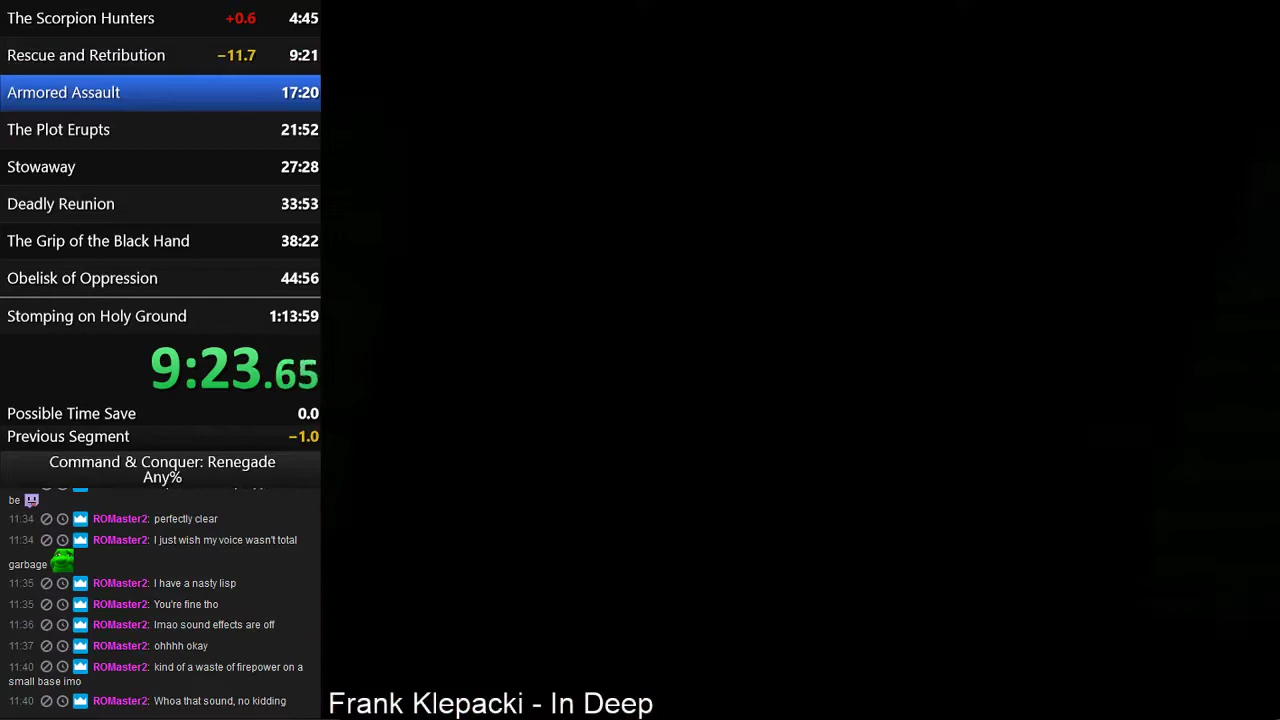 The Scorpion Hunters +0.6 4:45
Rescue and Retribution −11.7 9:21
Armored Assault 17:20
The Plot Erupts 21:52
Stowaway 27:28
Deadly Reunion 33:53
The Grip of the Black Hand 38:22
Obelisk of Oppression 44:56
Stomping on Holy Ground 1:13:59
9:23.65
Possible Time Save 0.0
Previous Segment −1.0
Command & Conquer: Renegade
Any%
be
11:34 ROMaster2: perfectly clear
11:34 ROMaster2: I just wish my voice wasn't total
garbage
11:35 ROMaster2: I have a nasty lisp
11:35 ROMaster2: You're fine tho
11:36 ROMaster2: lmao sound effects are off
11:37 ROMaster2: ohhhh okay
11:40 ROMaster2: kind of a waste of firepower on a
small base imo
11:40 ROMaster2: Whoa that sound, no kidding
Frank Klepacki - In Deep